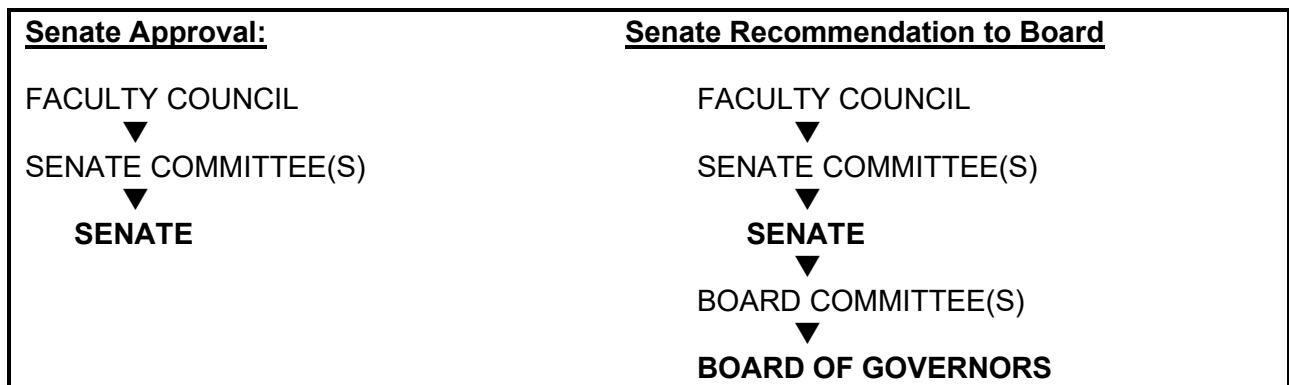 Senate Approval:
FACULTY COUNCIL
▼
SENATE COMMITTEE(S)
▼
SENATE
Senate Recommendation to Board
FACULTY COUNCIL
▼
SENATE COMMITTEE(S)
▼
SENATE
▼
BOARD COMMITTEE(S)
▼
BOARD OF GOVERNORS